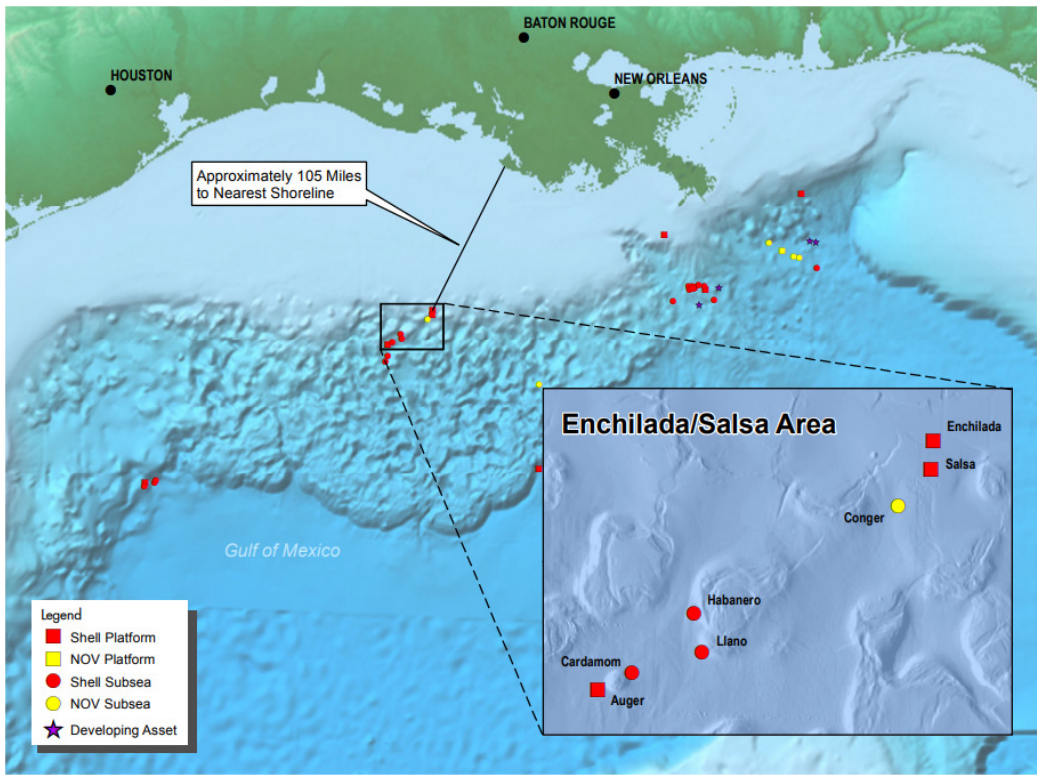 BATON ROUGE
HOUSTON
NEW ORLEANS
Approximately 105 Miles
to Nearest Shoreline
Enchilada/Salsa Area
Enchilada
Salsa
Conger
Gulf of Mexico
Habanero
Llano
Cardamom
Auger
Legend
Shell Platform
NOV Platform
Shell Subsea
NOV Subsea
Developing Asset